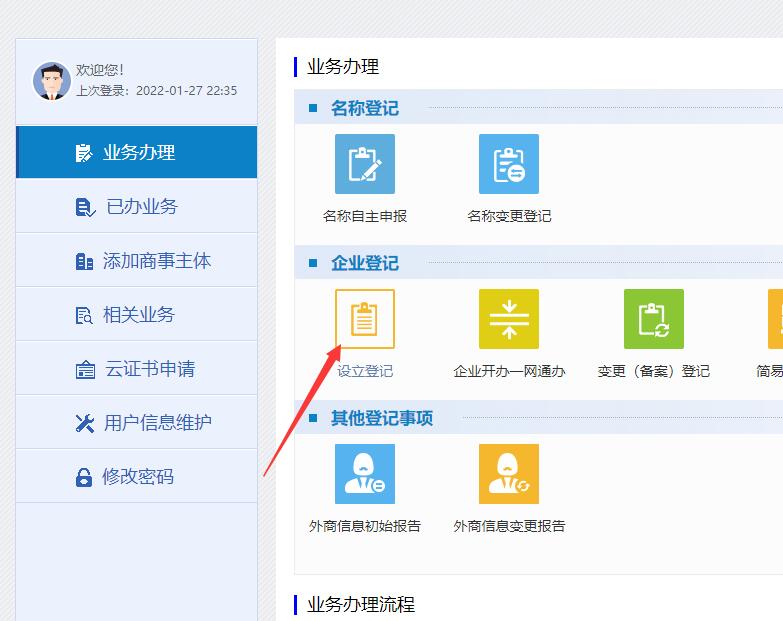 欢迎您！
上次登录：2022-01-27 22:35
业务办理
已办业务
添加商事主体
相关业务
云证书申请
用户信息维护
修改密码
业务办理
名称登记
名称自主申报
名称变更登记
企业登记
设立登记
企业开办一网通办
变更（备案）登记
简易
其他登记事项
外商信息初始报告
外商信息变更报告
业务办理流程